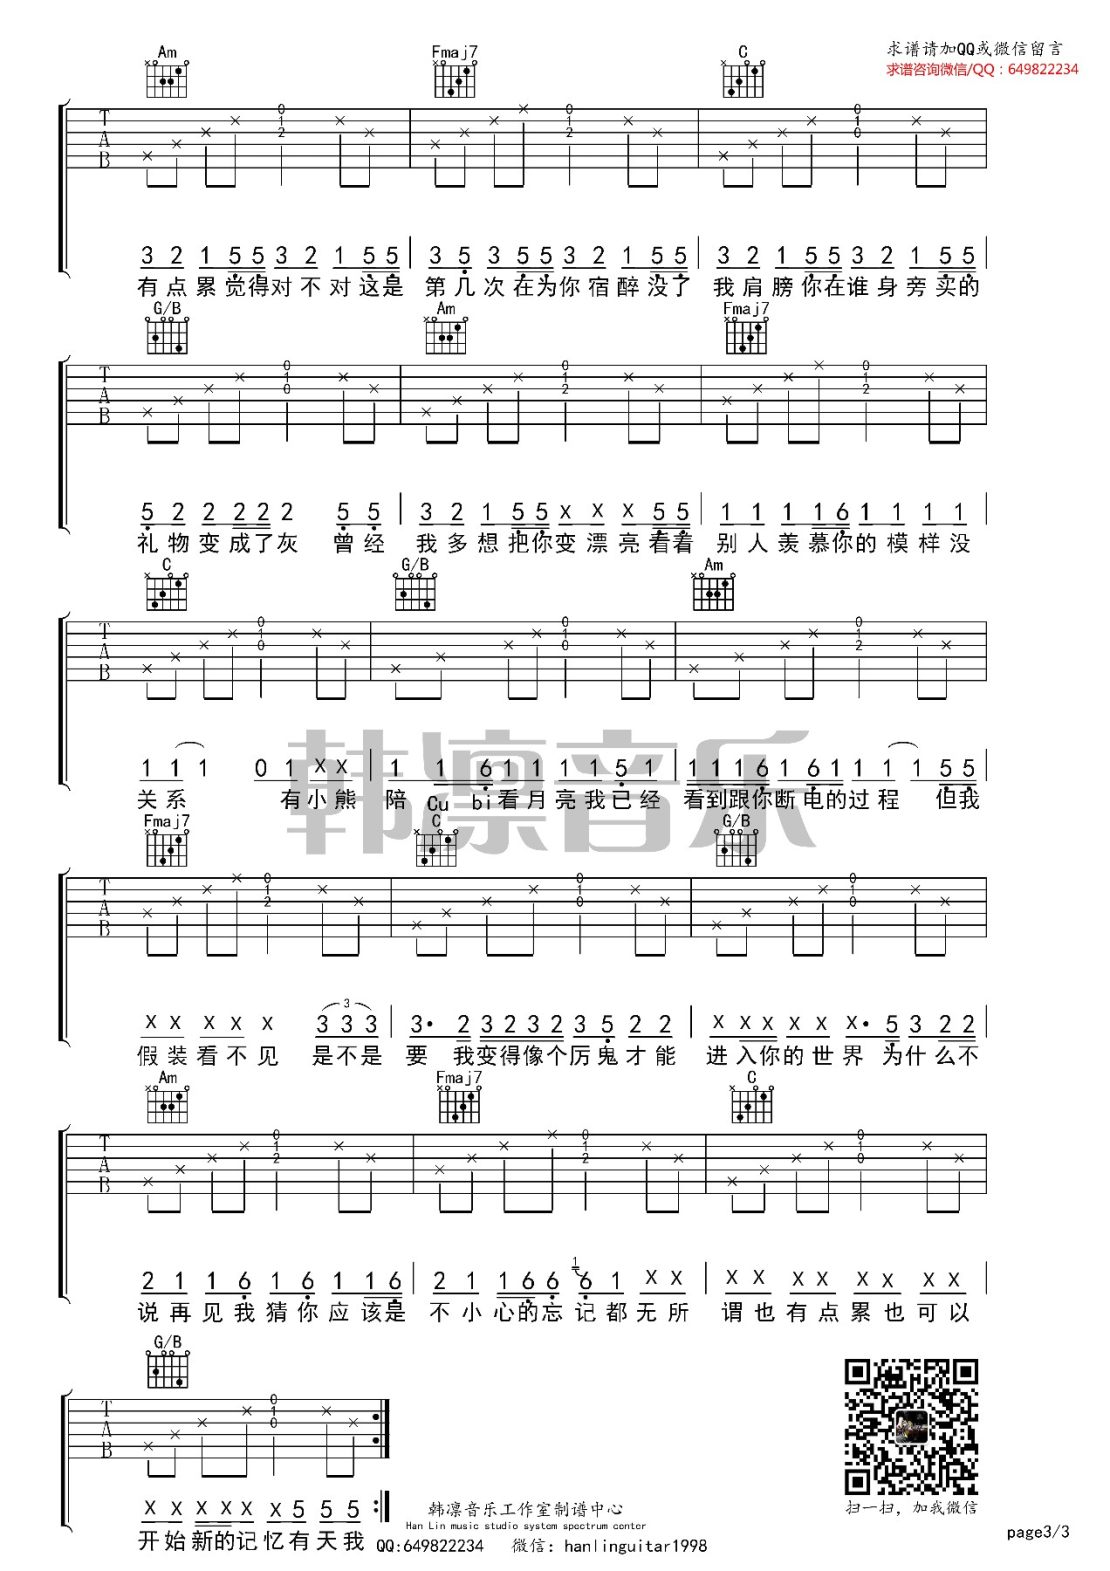 求谱请加QQ或微信留言
求谱咨询微信/QQ：649822234
Am Fmaj7 C
3 2 1 5 5 3 2 1 5 5 3 5 2 5 5 3 2 1 5 5 3 2 1 5 5 3 2 1 5 5
有点累觉得对不对这是 第几次在为你宿醉没了 我肩膀你在谁身旁买的
G/B Am Fmaj7
5 2 2 2 2 2 5 5 3 2 1 5 5 X X X 5 5 1 1 1 1 6 1 1 1 1
礼物变成了灰 曾经 我多想把你变漂亮看着 别人羡慕你的模样没
C G/B Am
1 1 1 0 1 X X 1 1 1 6 1 1 1 1 5 1 1 1 1 6 1 6 1 1 1 1 5 5
关系 有小熊 陪 Cu bi看月亮我已经 看到跟你断电的过程 但我
韩凛音乐
Fmaj7 C G/B
X X X X X 3 3 3 3· 2 3 2 3 2 3 5 2 2 X X X X X X· 5 3 2 2
假装看不见 是不是 要 我变得像个厉鬼才能 进入你的世界 为什么不
Am Fmaj7 C
2 1 1 6 1 6 1 1 6 2 1 1 6 6 1 6 1 X X X X X X X X X
说再见我猜你应该是 不小心的忘记都无所 谓也有点累也可以
G/B
X X X X X X 5 5 5
开始新的记忆有天我
韩凛音乐工作室制谱中心
Han Lin music studio system spectrum center
QQ:649822234 微信：hanlinguitar1998
扫一扫，加我微信
page3/3